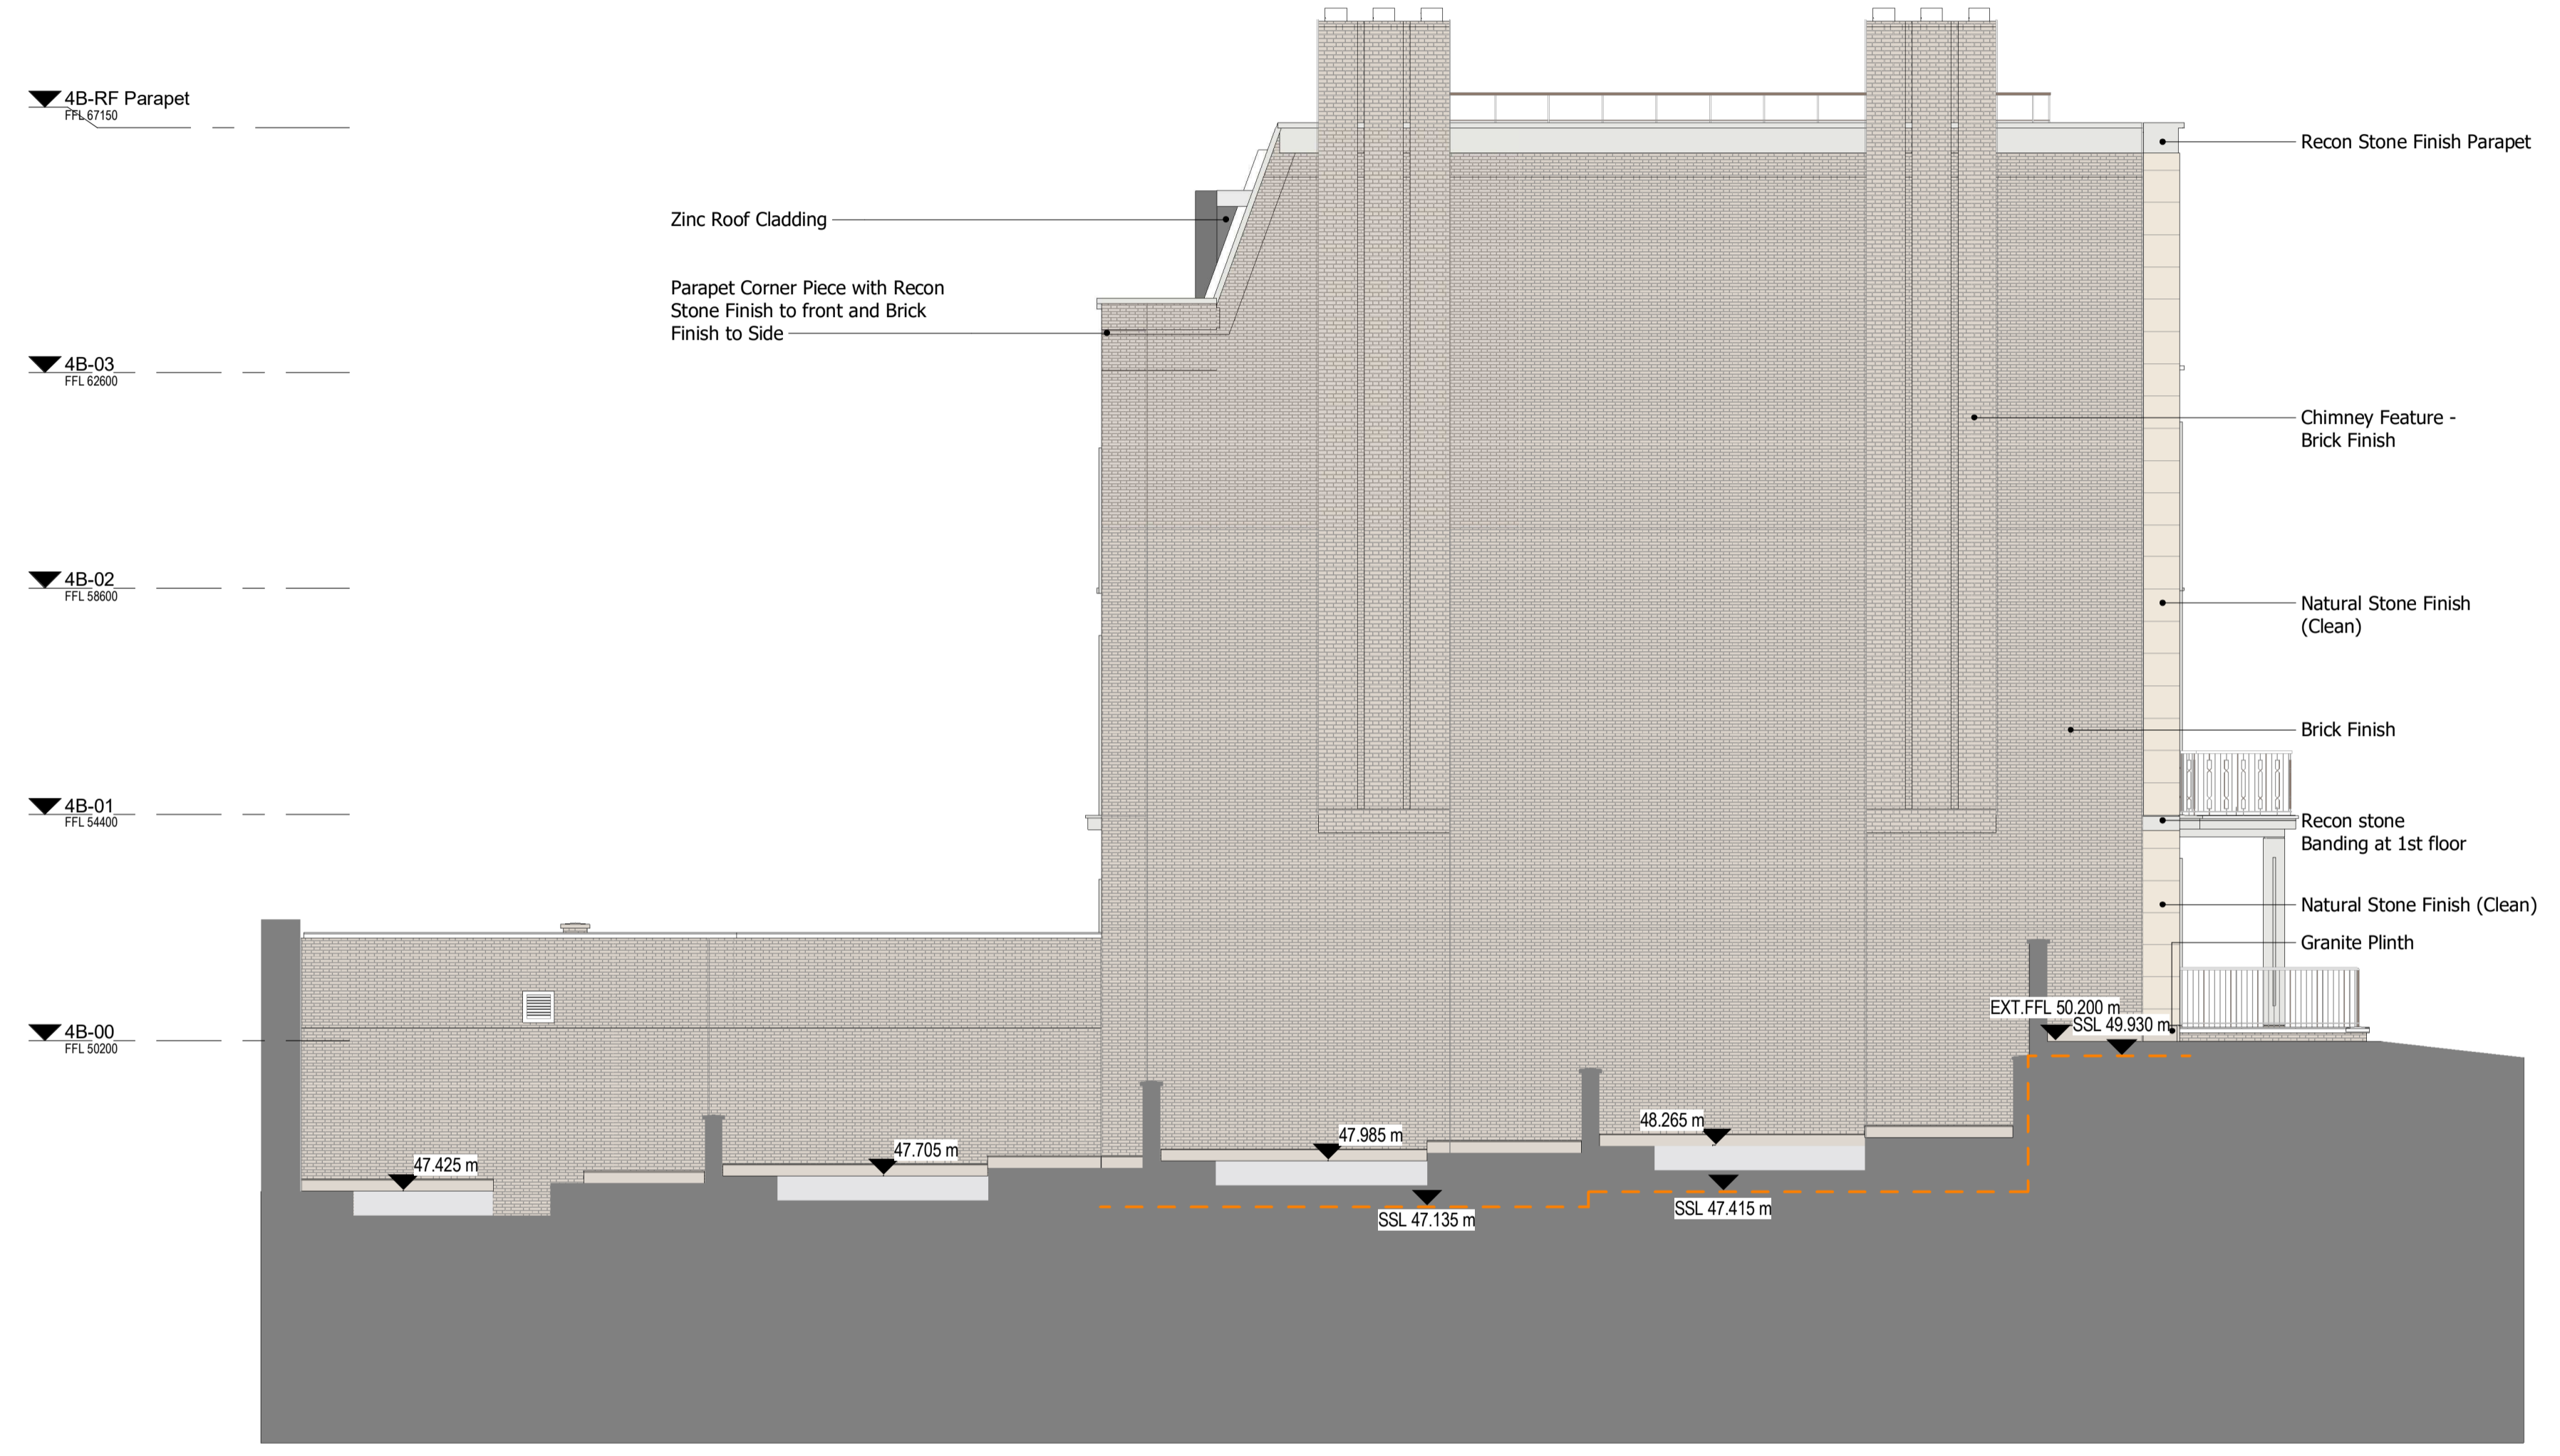 4B-RF Parapet
FFL 67150
Recon Stone Finish Parapet
Zinc Roof Cladding
Parapet Corner Piece with Recon
Stone Finish to front and Brick
Finish to Side
4B-03
FFL 62600
Chimney Feature -
Brick Finish
4B-02
FFL 58600
Natural Stone Finish
(Clean)
Brick Finish
4B-01
FFL 54400
Recon stone
Banding at 1st floor
Natural Stone Finish (Clean)
Granite Plinth
4B-00
FFL 50200
EXT.FFL 50.200 m
SSL 49.930 m
48.265 m
47.985 m
47.705 m
47.425 m
SSL 47.415 m
SSL 47.135 m